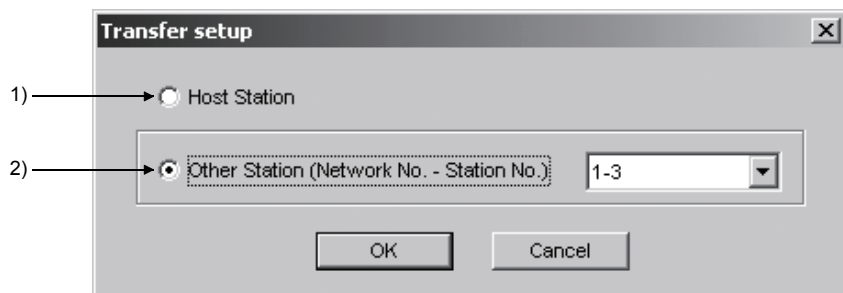 Transfer setup
1) Host Station
2) Other Station (Network No. - Station No.) 1-3
OK Cancel